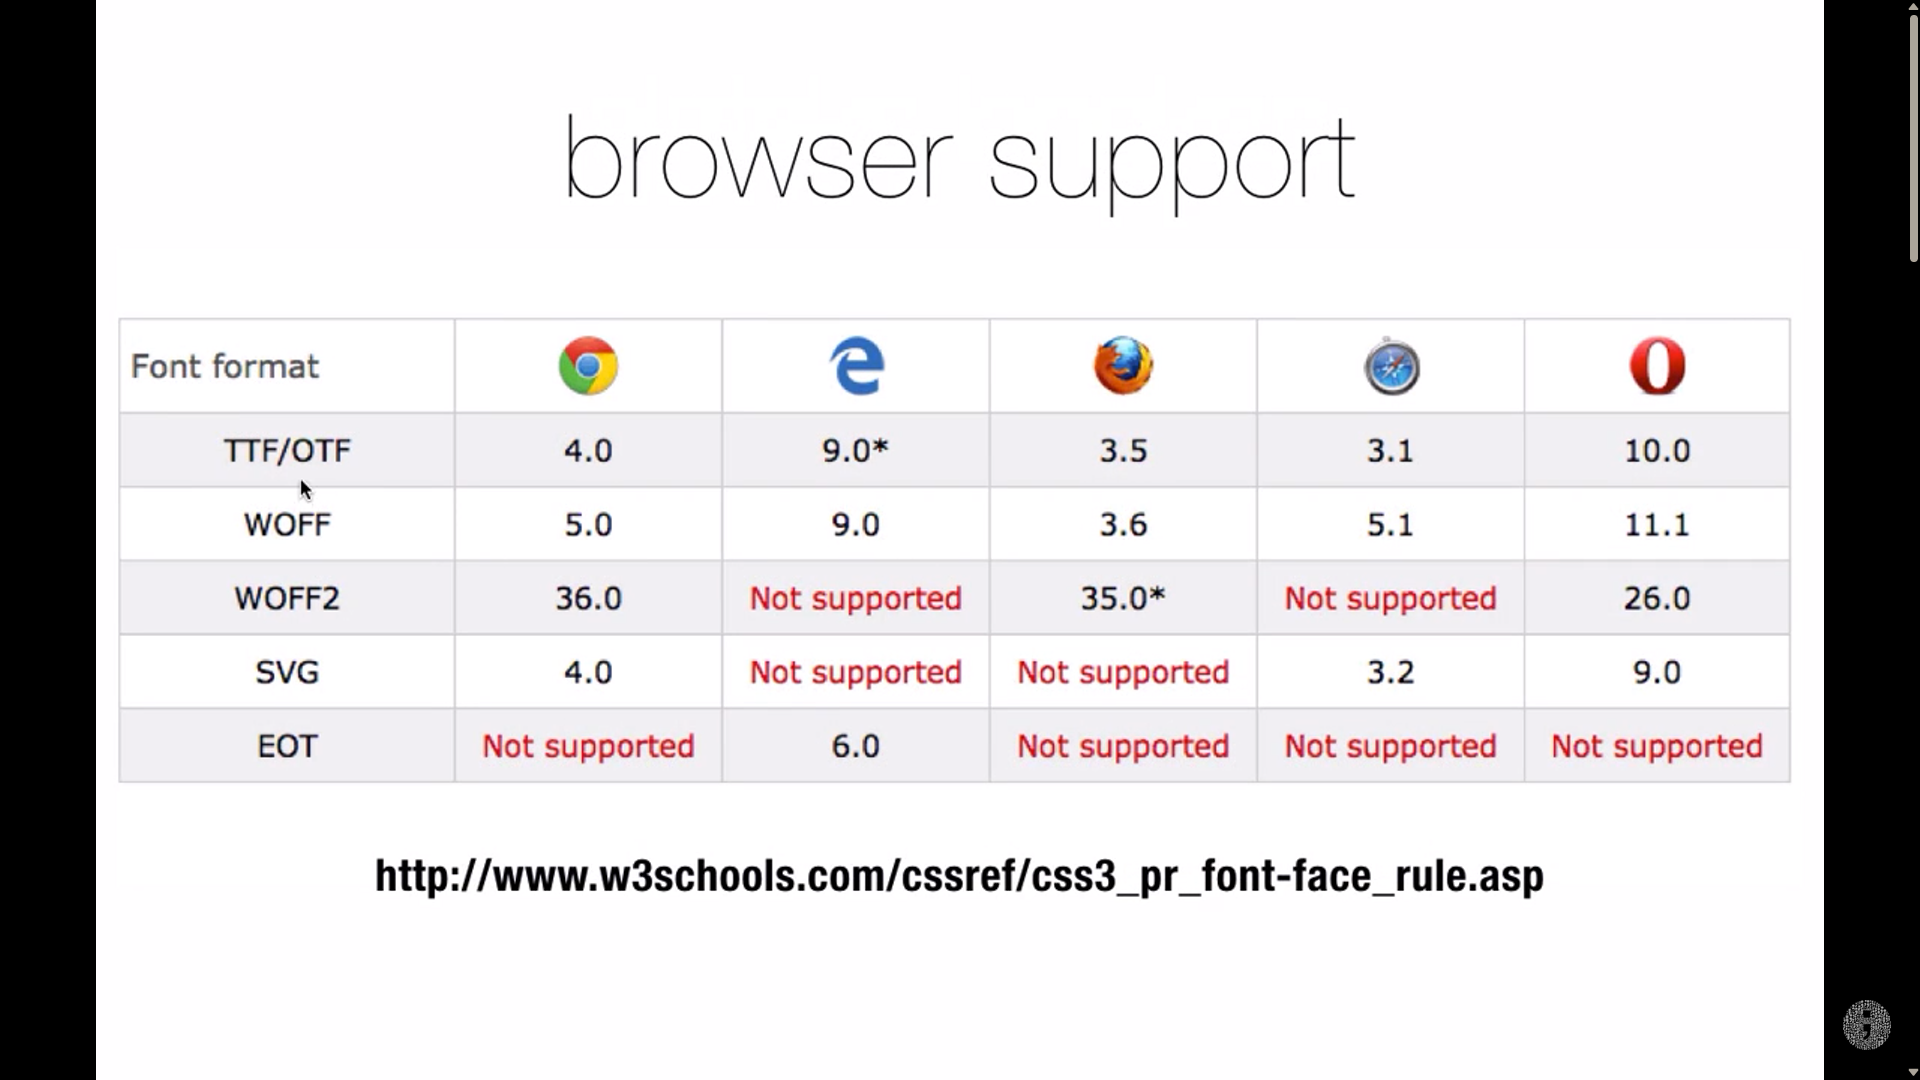 browser support
Font format
TTF/OTF 4.0 9.0* 3.5 3.1 10.0
WOFF 5.0 9.0 3.6 5.1 11.1
WOFF2 36.0 Not supported 35.0* Not supported 26.0
SVG 4.0 Not supported Not supported 3.2 9.0
EOT Not supported 6.0 Not supported Not supported Not supported
http://www.w3schools.com/cssref/css3_pr_font-face_rule.asp